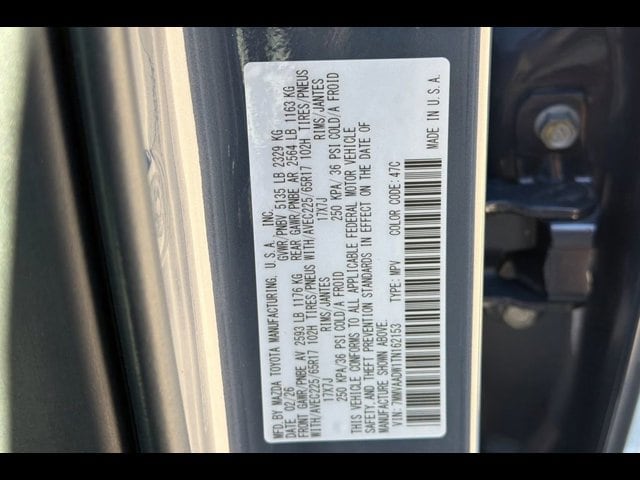 MFD.BY MAZDA TOYOTA MANUFACTURING, U.S.A. INC.
DATE: 02/26 GVWR/PNBV 5135 LB 2329 KG
FRONT GAWR/PNBE AV 2593 LB 1176 KG REAR GAWR/PNBE AR 2564 LB 1163 KG
WITH/AVEC225/65R17 102H TIRES/PNEUS WITH/AVEC225/65R17 102H TIRES/PNEUS
17X7J RIMS/JANTES 17X7J RIMS/JANTES
250 KPA/36 PSI COLD/A FROID 250 KPA/36 PSI COLD/A FROID
THIS VEHICLE CONFORMS TO ALL APPLICABLE FEDERAL MOTOR VEHICLE
SAFETY AND THEFT PREVENTION STANDARDS IN EFFECT ON THE DATE OF
MANUFACTURE SHOWN ABOVE.
VIN: 7MMVAADW1TN162153 TYPE: MPV COLOR CODE: 47C
MADE IN U.S.A.